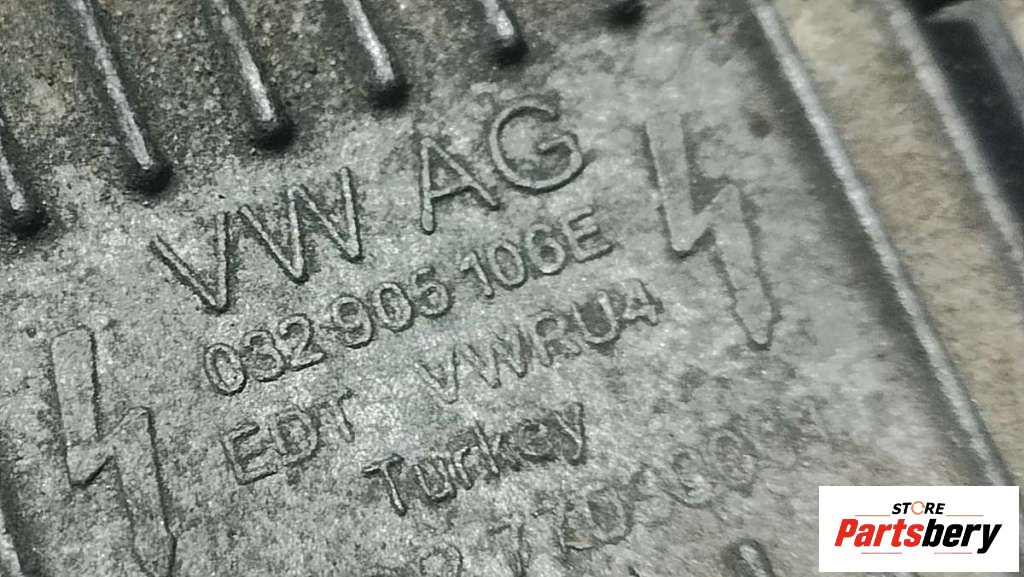 VW AG
032 905 106E
EDT VWRU4
Turkey
STORE
Partsbery